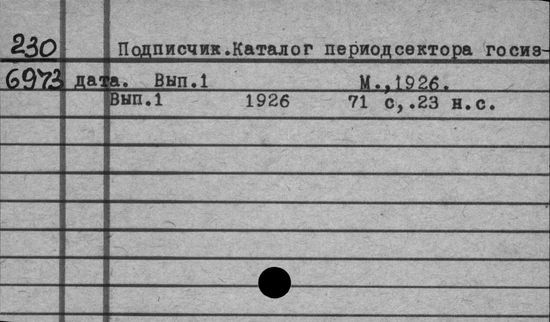 230 Подписчик.Каталог периодсектора госиз-
6973 дата. Вып.1 М.,1926.
Вып.1 1926 71 с,.23 н.с.